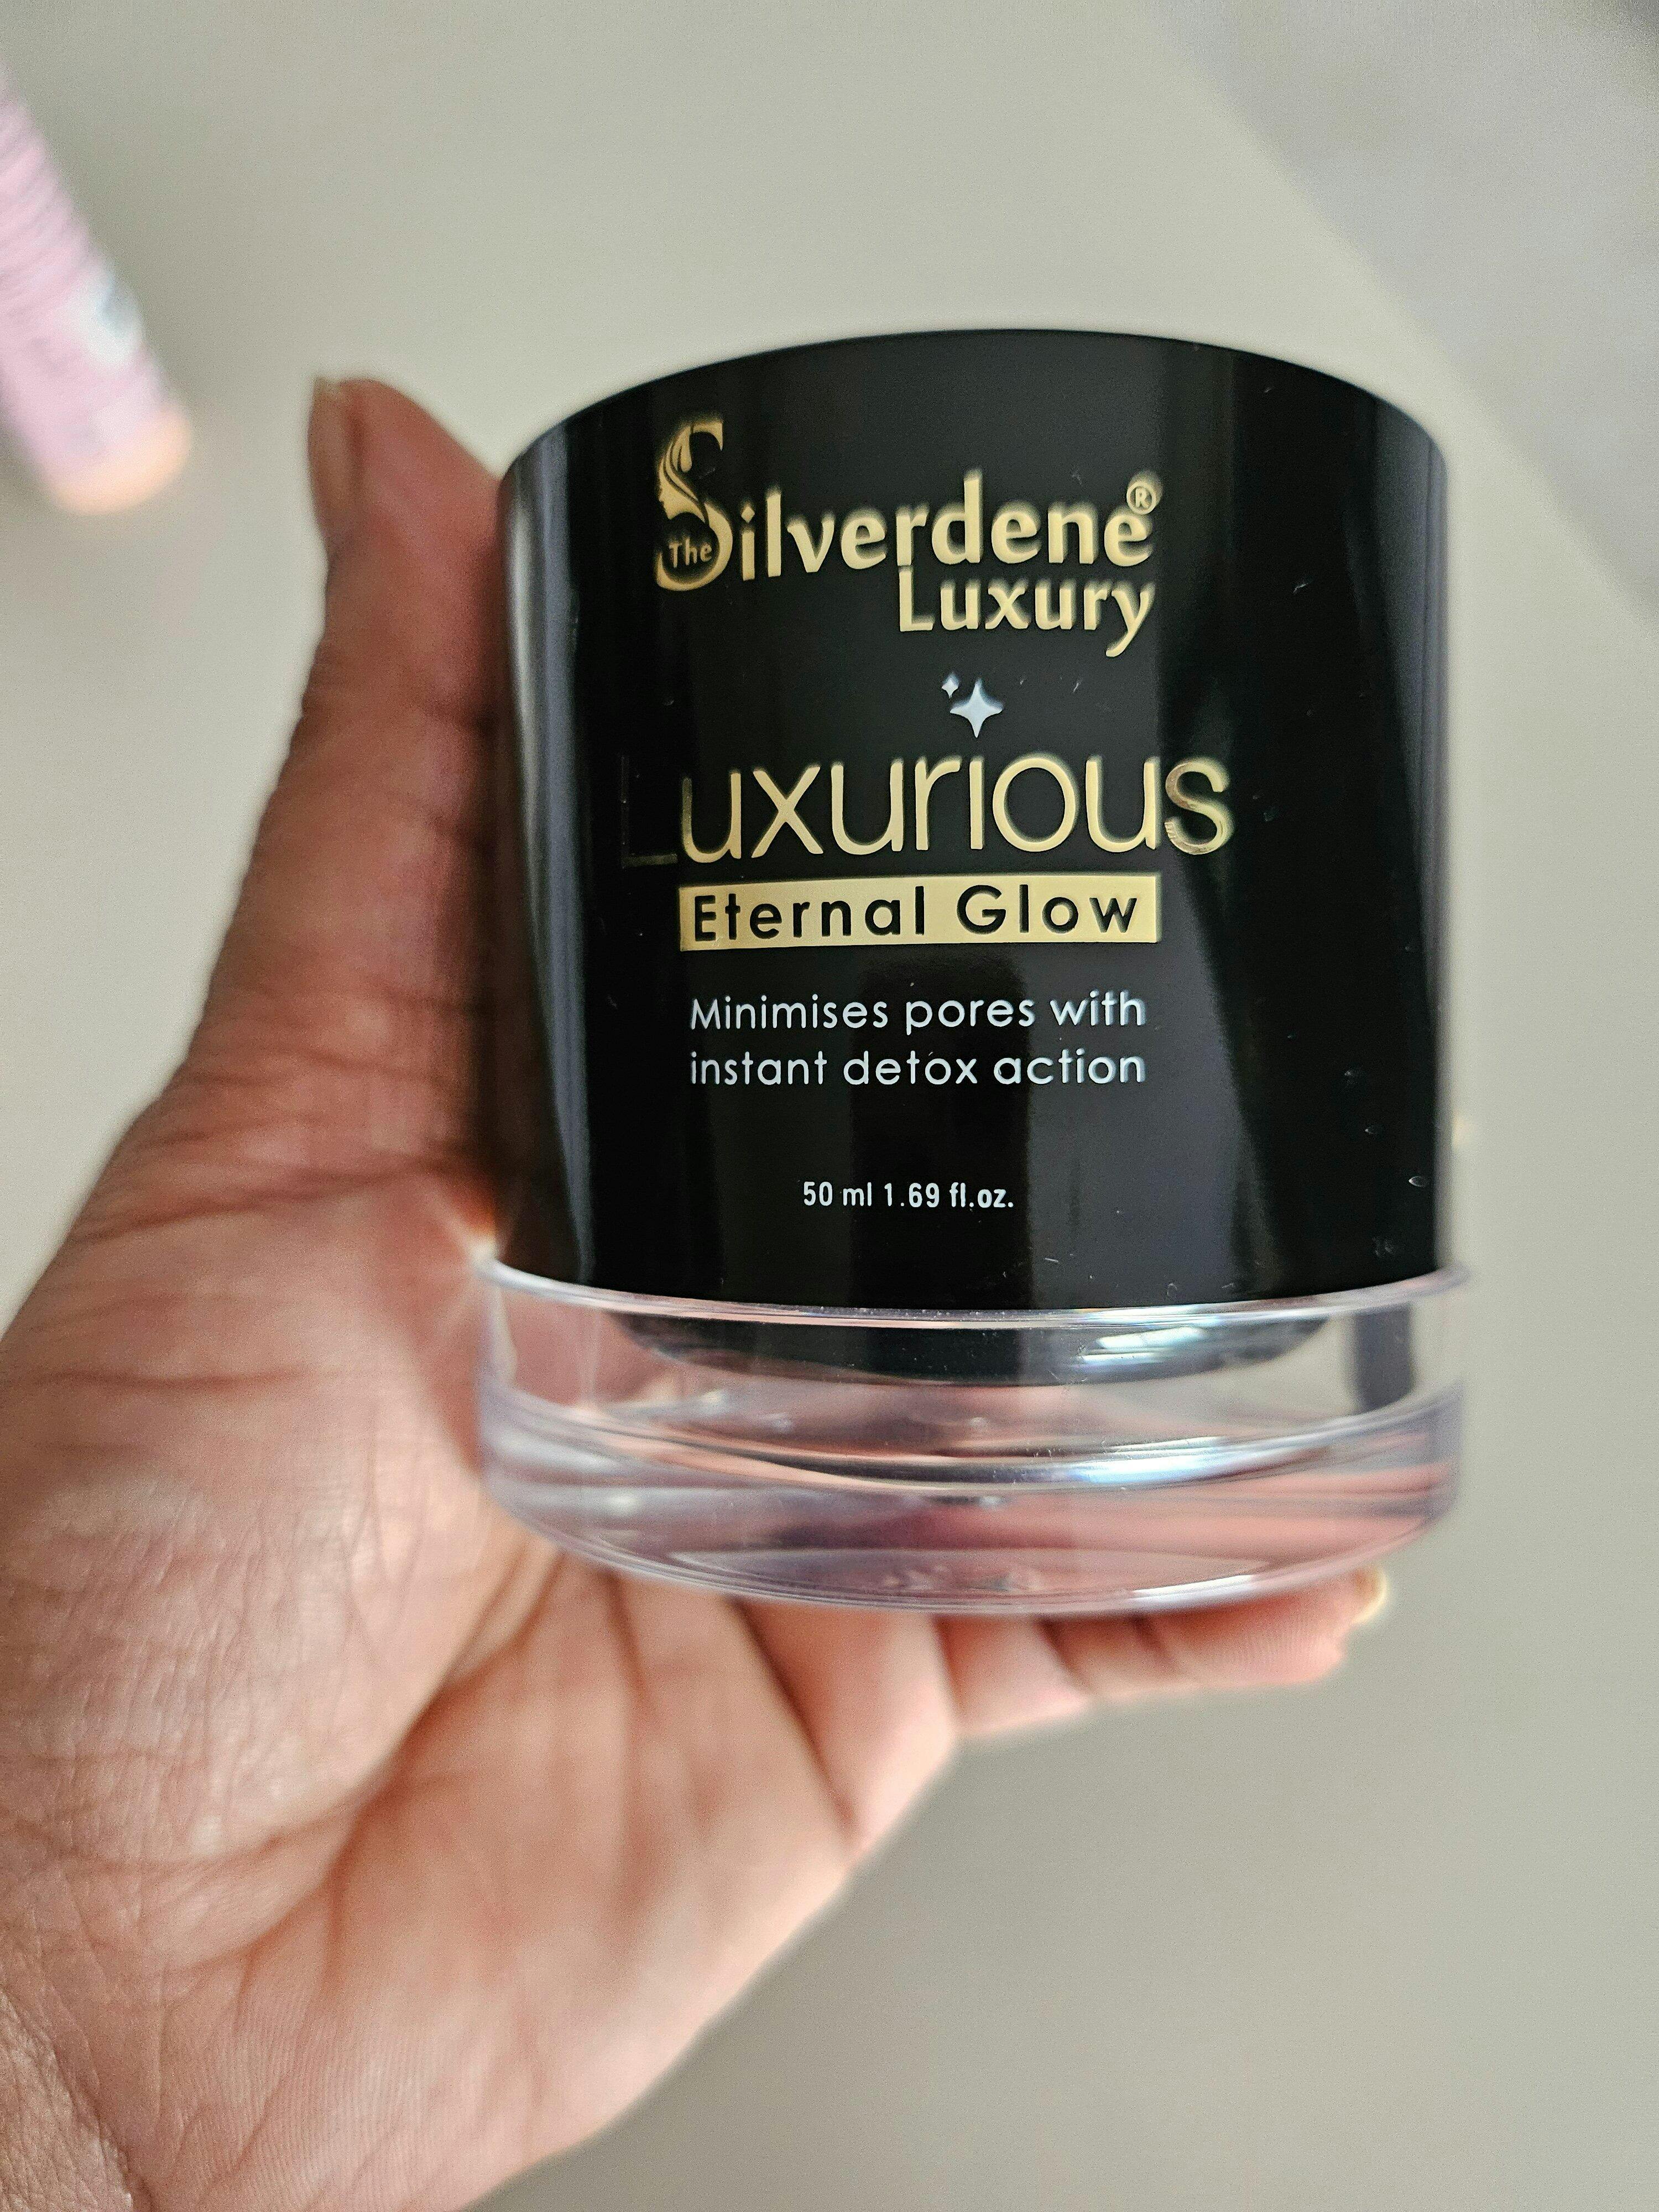 The Silverdene®
Luxury
Luxurious
Eternal Glow
Minimises pores with
instant detox action
50 ml 1.69 fl.oz.